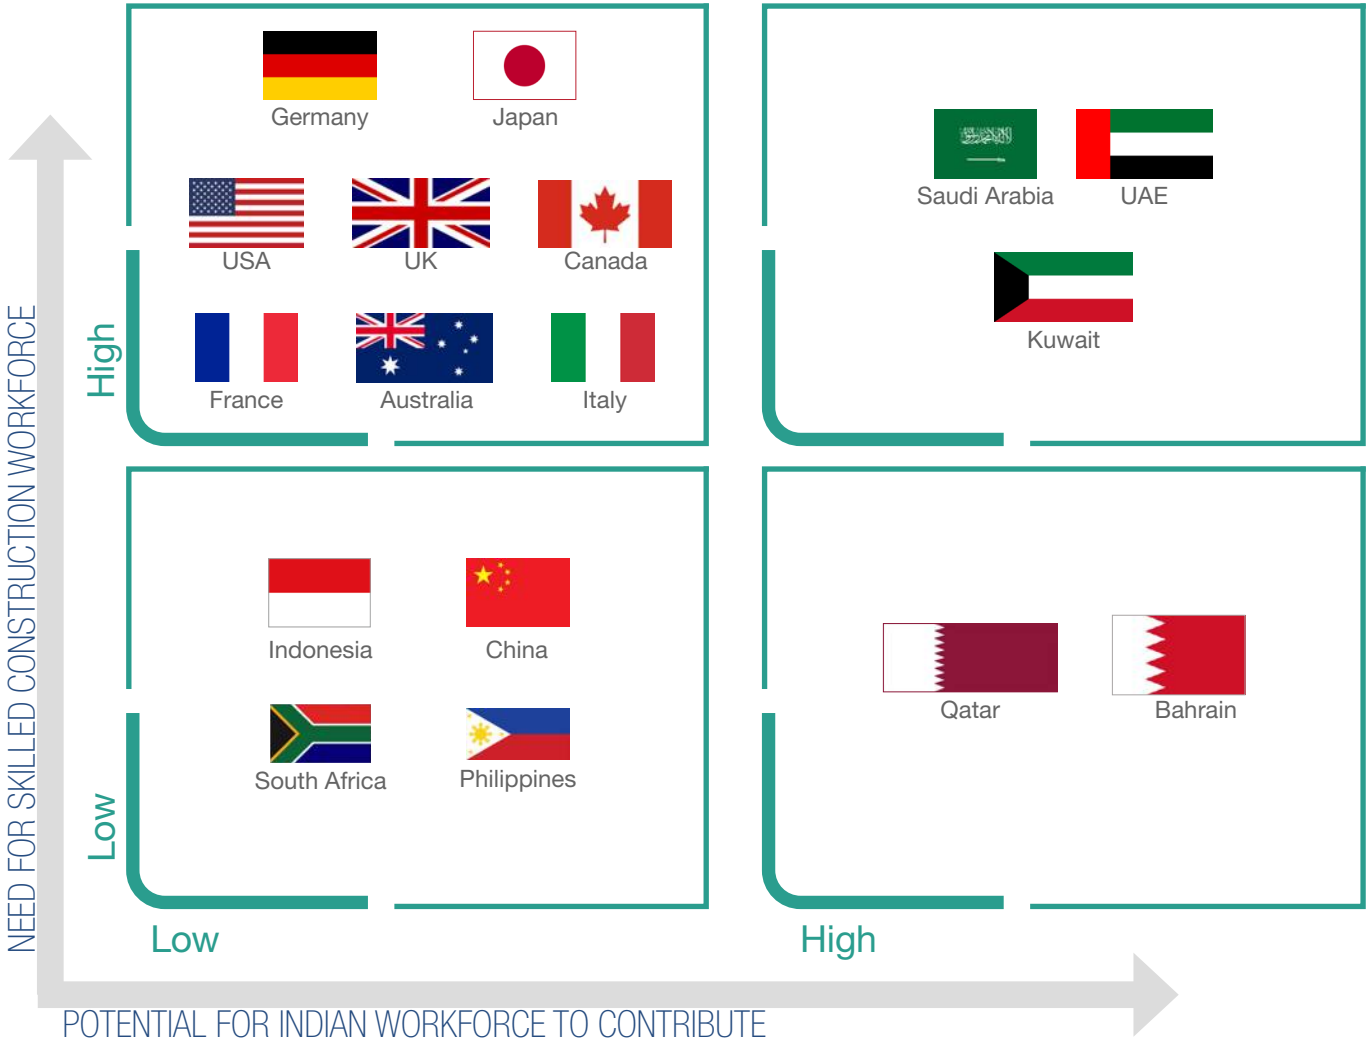 Germany
Japan
USA
UK
Canada
France
Australia
Italy
Saudi Arabia
UAE
Kuwait
High
NEED FOR SKILLED CONSTRUCTION WORKFORCE
Indonesia
China
South Africa
Philippines
Qatar
Bahrain
Low
Low
High
POTENTIAL FOR INDIAN WORKFORCE TO CONTRIBUTE